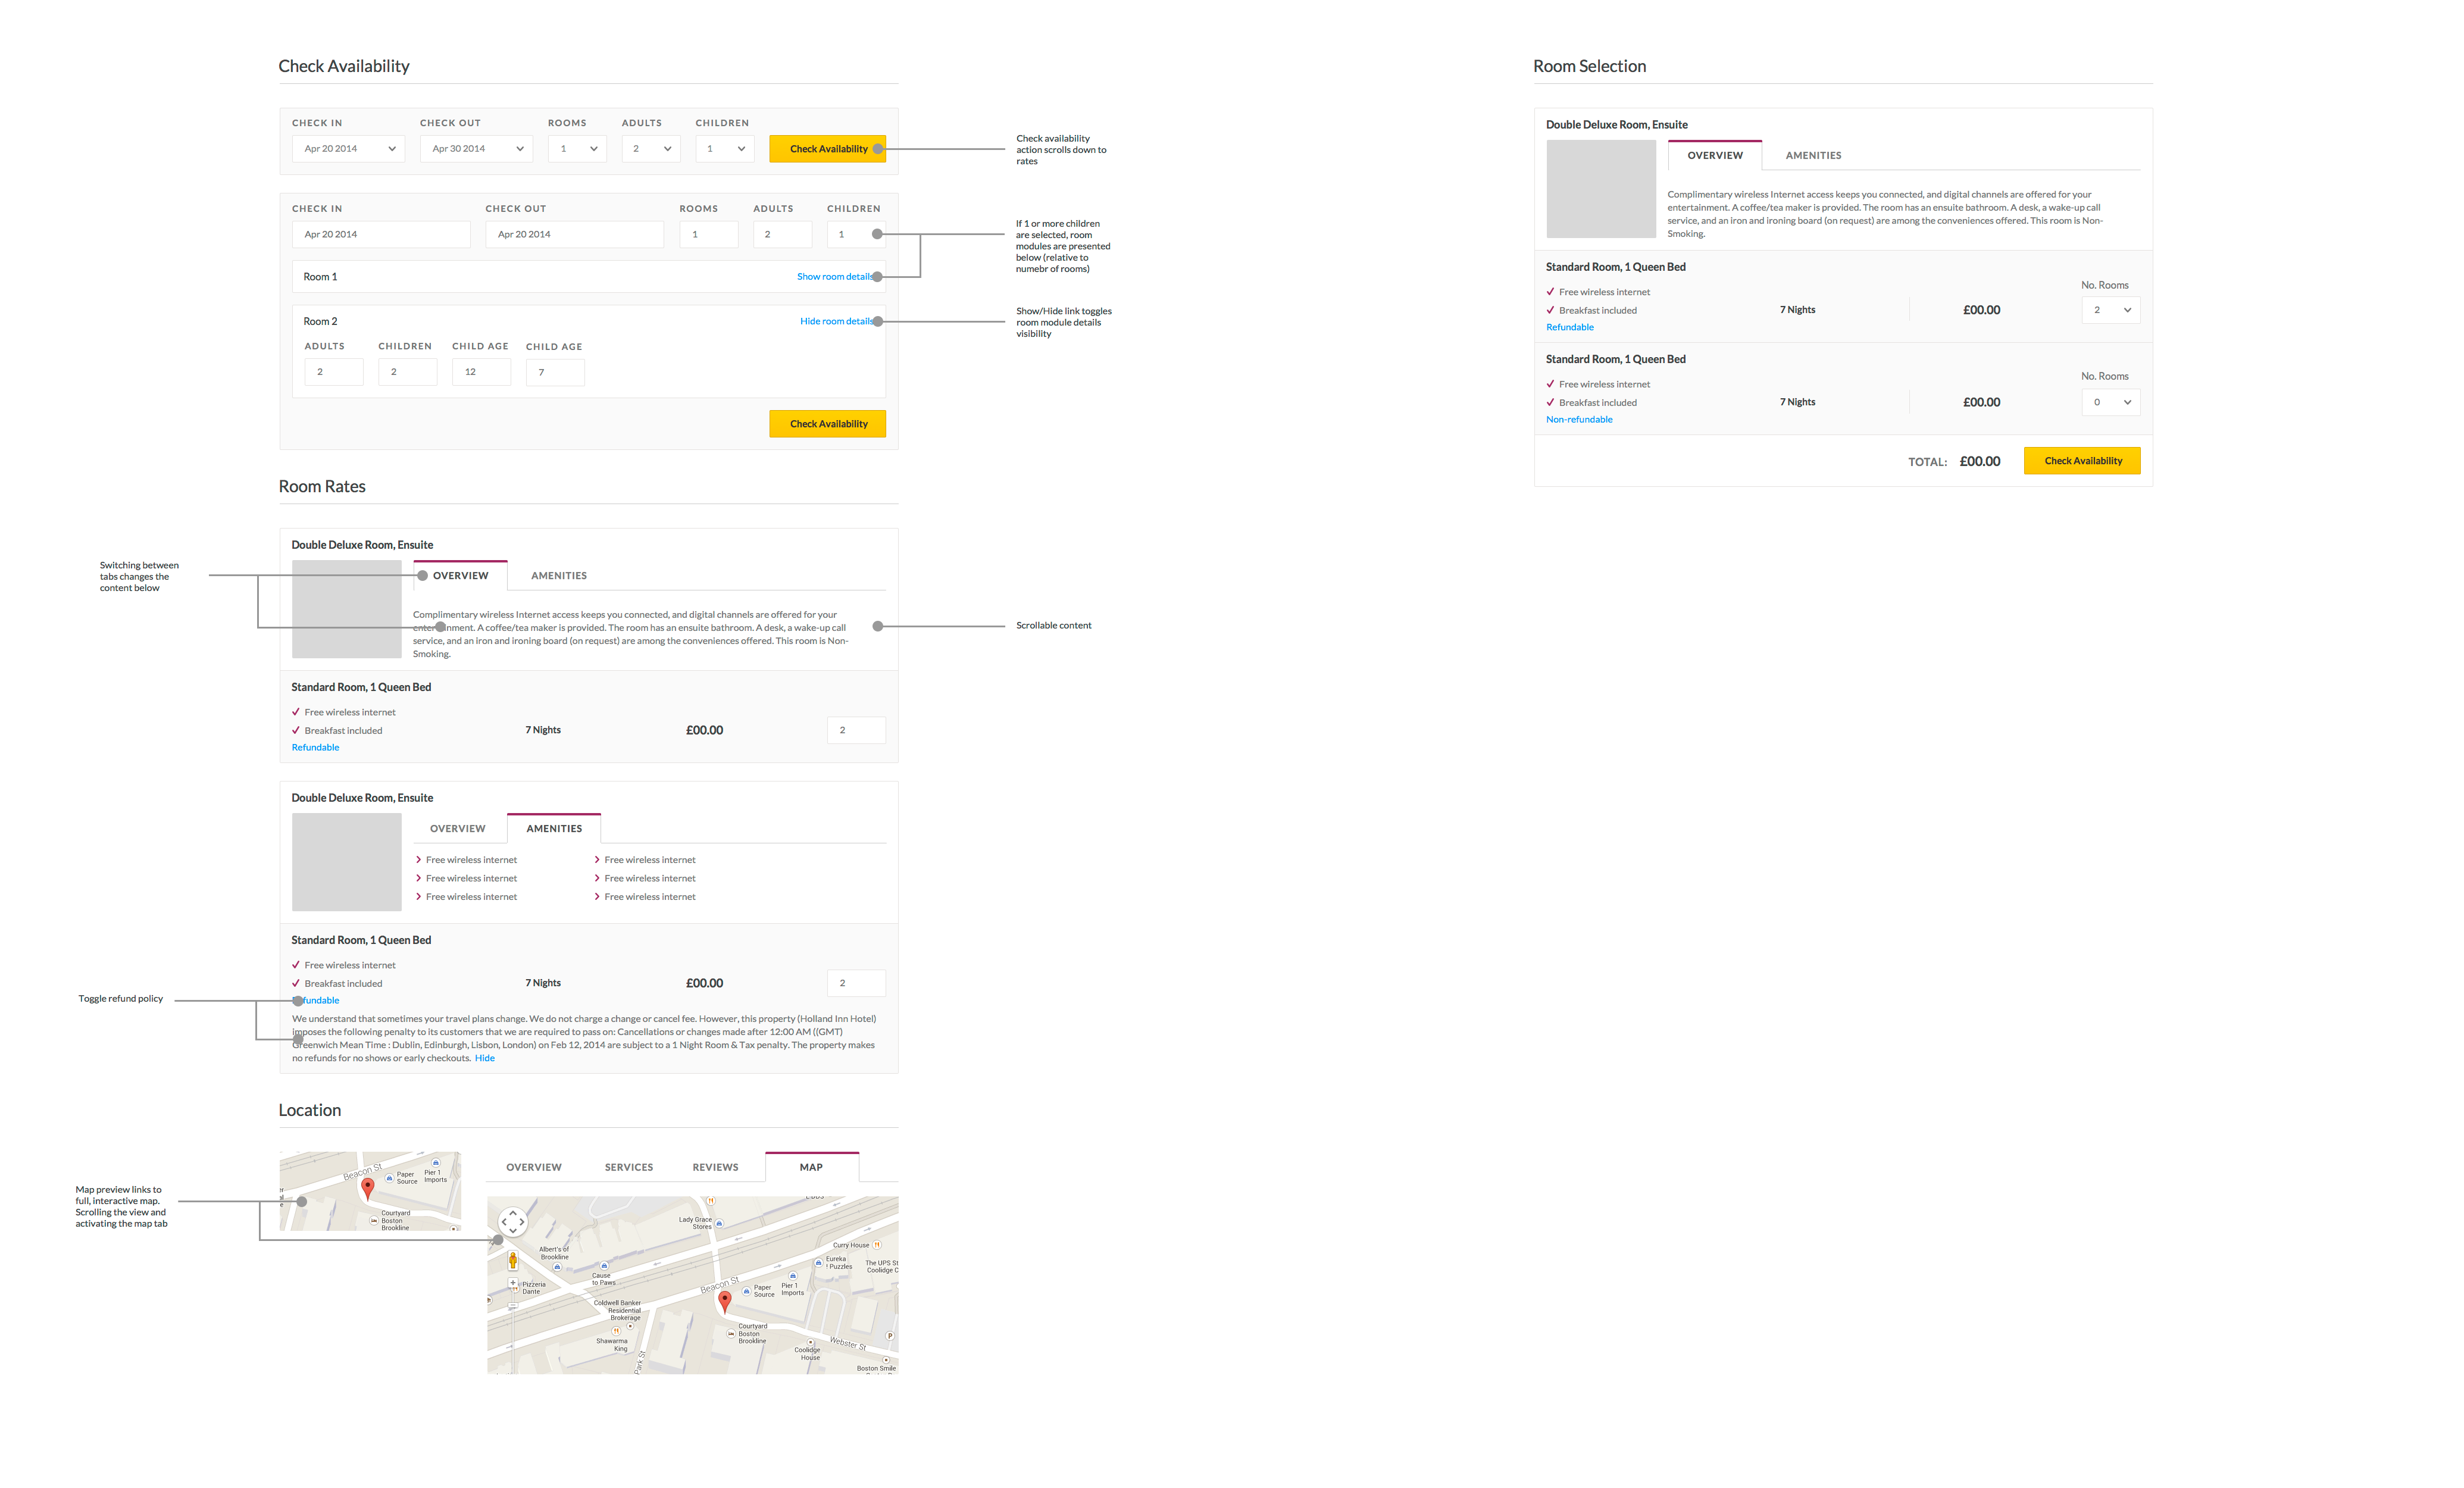 Check Availability
CHECK IN
CHECK OUT
ROOMS
ADULTS
CHILDREN
Apr 20 2014
Apr 30 2014
1
2
1
Check Availability
Check availability
action scrolls down to
rates
CHECK IN
CHECK OUT
ROOMS
ADULTS
CHILDREN
Apr 20 2014
Apr 20 2014
1
2
1
If 1 or more children
are selected, room
modules are presented
below (relative to
numebr of rooms)
Room 1
Show room details
Room 2
Hide room details
Show/Hide link toggles
room module details
visibility
ADULTS
CHILDREN
CHILD AGE
CHILD AGE
2
2
12
7
Check Availability
Room Rates
Double Deluxe Room, Ensuite
OVERVIEW
AMENITIES
Switching between
tabs changes the
content below
Complimentary wireless Internet access keeps you connected, and digital channels are offered for your
entertainment. A coffee/tea maker is provided. The room has an ensuite bathroom. A desk, a wake-up call
service, and an iron and ironing board (on request) are among the conveniences offered. This room is Non-
Smoking.
Scrollable content
Standard Room, 1 Queen Bed
Free wireless internet
Breakfast included
Refundable
7 Nights
£00.00
2
Double Deluxe Room, Ensuite
OVERVIEW
AMENITIES
Free wireless internet
Free wireless internet
Free wireless internet
Free wireless internet
Free wireless internet
Free wireless internet
Standard Room, 1 Queen Bed
Free wireless internet
Breakfast included
7 Nights
£00.00
2
Refundable
Toggle refund policy
We understand that sometimes your travel plans change. We do not charge a change or cancel fee. However, this property (Holland Inn Hotel)
imposes the following penalty to its customers that we are required to pass on: Cancellations or changes made after 12:00 AM ((GMT)
Greenwich Mean Time : Dublin, Edinburgh, Lisbon, London) on Feb 12, 2014 are subject to a 1 Night Room & Tax penalty. The property makes
no refunds for no shows or early checkouts. Hide
Location
Map preview links to
full, interactive map.
Scrolling the view and
activating the map tab
Beacon St
Paper
Source
Pier 1
Imports
Courtyard
Boston
Brookline
OVERVIEW
SERVICES
REVIEWS
MAP
Lady Grace
Stores
Albert's of
Brookline
Curry House
Eureka
! Puzzles
The UPS St
Coolidge C
Cause
to Paws
Pizzeria
Dante
Beacon St
Paper
Source
Pier 1
Imports
Coldwell Banker
Residential
Brokerage
Shawarma
King
Park St
Courtyard
Boston
Brookline
Webster St
Coolidge
House
P
Boston Smile
Room Selection
Double Deluxe Room, Ensuite
OVERVIEW
AMENITIES
Complimentary wireless Internet access keeps you connected, and digital channels are offered for your
entertainment. A coffee/tea maker is provided. The room has an ensuite bathroom. A desk, a wake-up call
service, and an iron and ironing board (on request) are among the conveniences offered. This room is Non-
Smoking.
Standard Room, 1 Queen Bed
Free wireless internet
Breakfast included
Refundable
7 Nights
£00.00
No. Rooms
2
Standard Room, 1 Queen Bed
Free wireless internet
Breakfast included
Non-refundable
7 Nights
£00.00
No. Rooms
0
TOTAL: £00.00
Check Availability